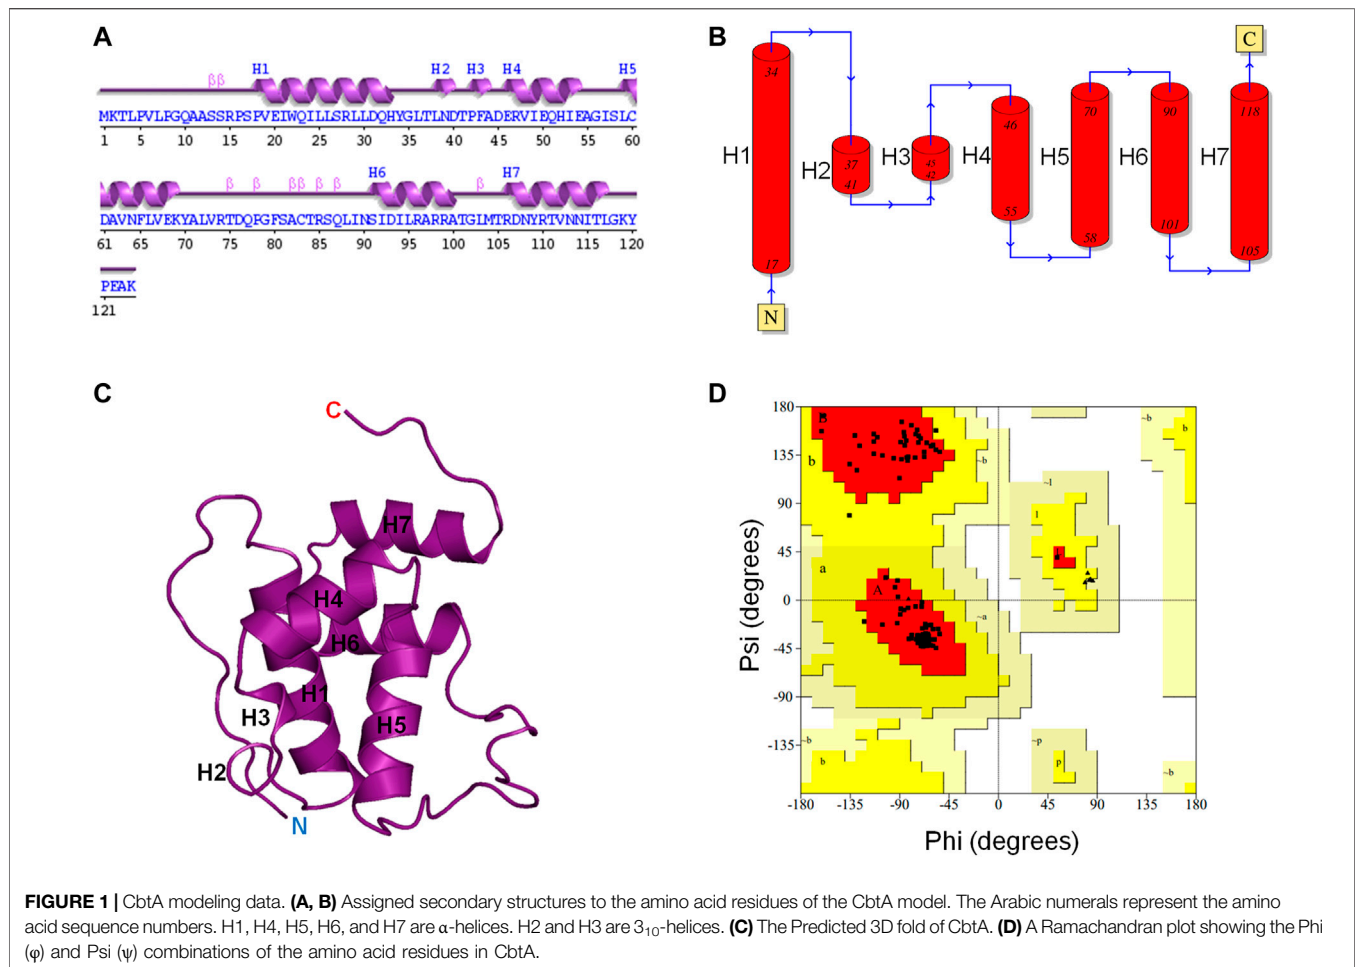 A
ββ
H1
H2
H3
H4
H5
MKTLPVLPGQAASSRPSPVEIWQILLSRLLDQHYGLTLNDTPFADERVIEQHIEAGISLC
1 5 10 15 20 25 30 35 40 45 50 55 60
β β ββ β β
H6
β
H7
DAVNFLVEKYALVRTDQPGFSACTRSQLINSIDILRARRATGLMTRDNYRTVNNITLGKY
61 65 70 75 80 85 90 95 100 105 110 115 120
PEAK
121
B
C
34
46
70
90
118
H1
H2
37
41
H3
45
42
H4
H5
H6
H7
55
58
101
105
17
N
C
C
H7
H4
H6
H1
H3
H5
H2
N
D
180
135
90
45
0
-45
-90
-135
Psi (degrees)
B
b
~b
~b
b
~l
l
a
A
~a
~b
b
~p
p
~b
-180 -135 -90 -45 0 45 90 135 180
Phi (degrees)
FIGURE 1 | CbtA modeling data. (A, B) Assigned secondary structures to the amino acid residues of the CbtA model. The Arabic numerals represent the amino
acid sequence numbers. H1, H4, H5, H6, and H7 are α-helices. H2 and H3 are 3₁₀-helices. (C) The Predicted 3D fold of CbtA. (D) A Ramachandran plot showing the Phi
(φ) and Psi (ψ) combinations of the amino acid residues in CbtA.